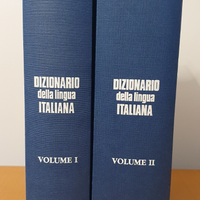 DIZIONARIO
della lingua
ITALIANA
VOLUME I
DIZIONARIO
della lingua
ITALIANA
VOLUME II